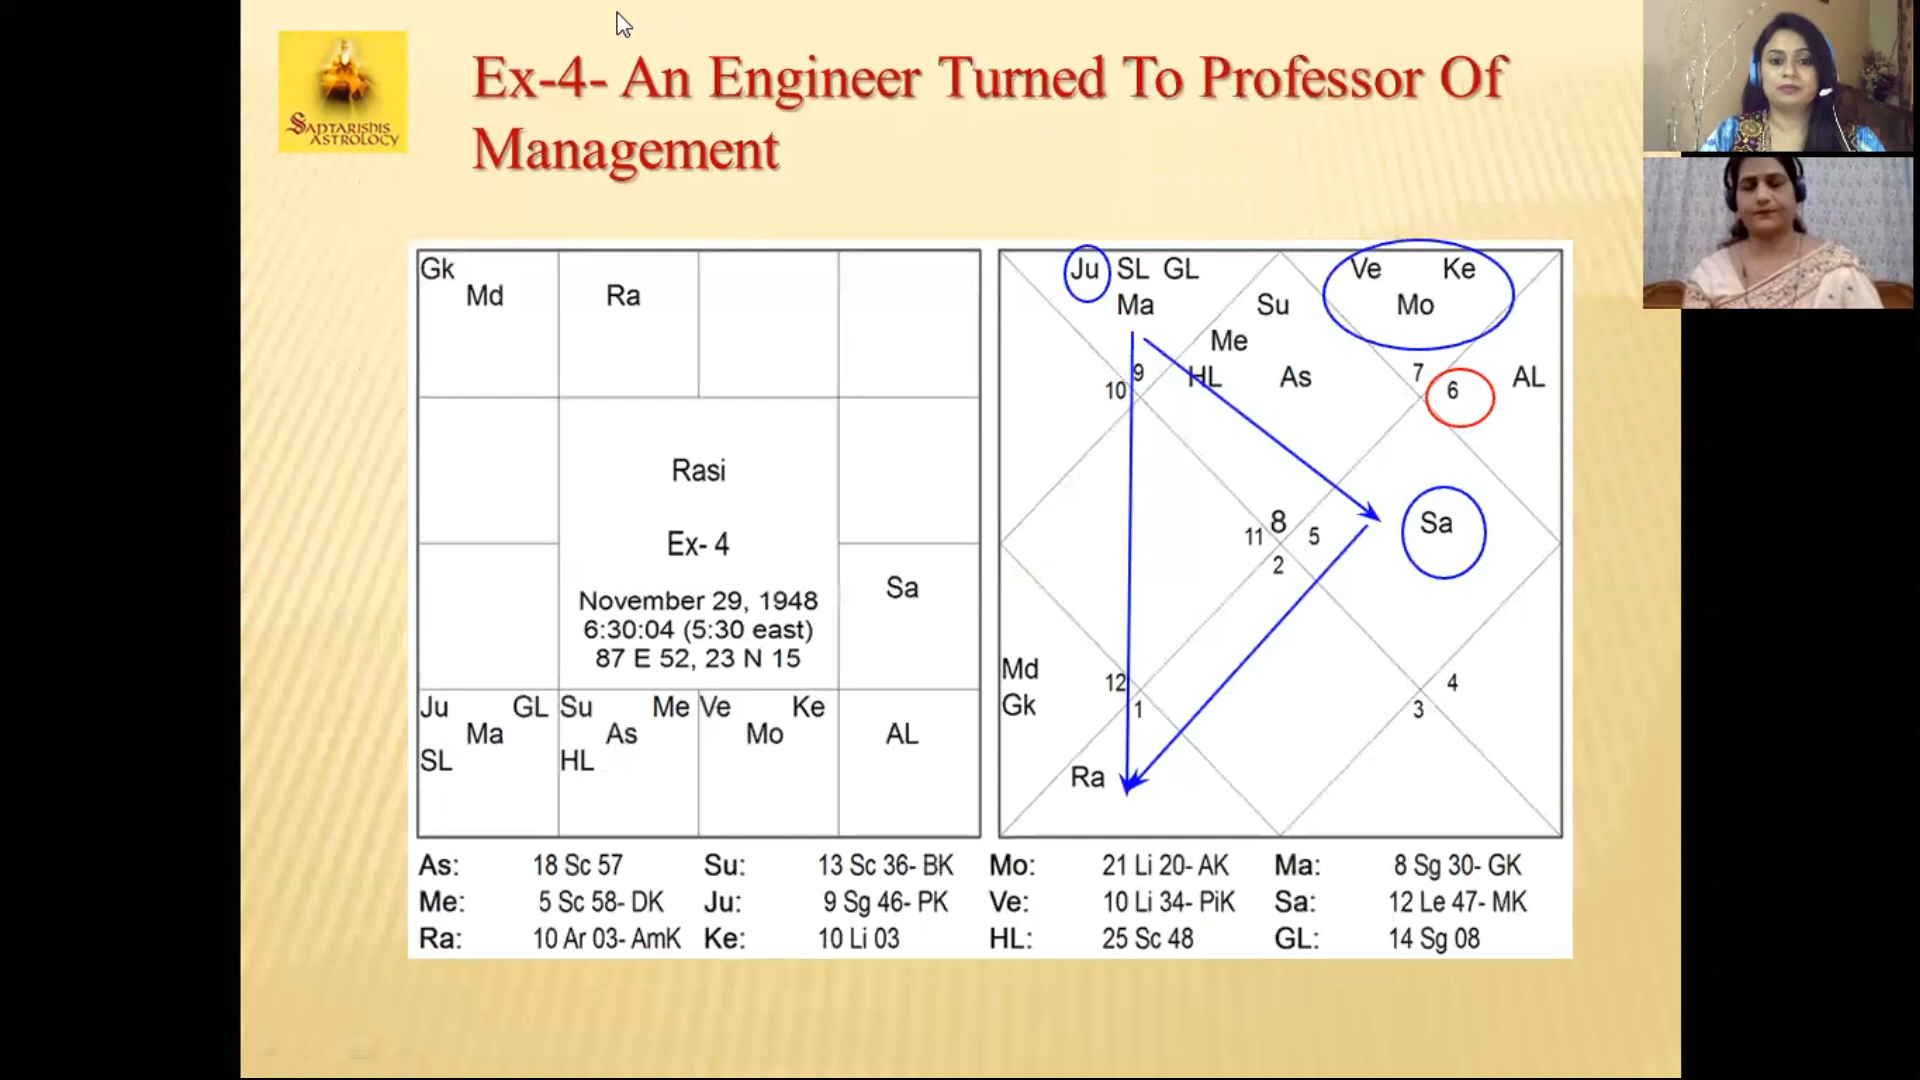 SAPTARISHIS
ASTROLOGY
Ex-4- An Engineer Turned To Professor Of
Management
Gk
Md
Ra
Rasi
Ex- 4
November 29, 1948
6:30:04 (5:30 east)
87 E 52, 23 N 15
Sa
Ju GL
Ma
SL
Su Me
As
HL
Ve Ke
Mo
AL
Ju SL GL
Ma
Su
Me
HL As
Ve Ke
Mo
9
10
7
6
AL
8
11
5
2
Sa
Md
Gk
12
1
4
3
Ra
As: 18 Sc 57 Su: 13 Sc 36- BK Mo: 21 Li 20- AK Ma: 8 Sg 30- GK
Me: 5 Sc 58- DK Ju: 9 Sg 46- PK Ve: 10 Li 34- PiK Sa: 12 Le 47- MK
Ra: 10 Ar 03- AmK Ke: 10 Li 03 HL: 25 Sc 48 GL: 14 Sg 08